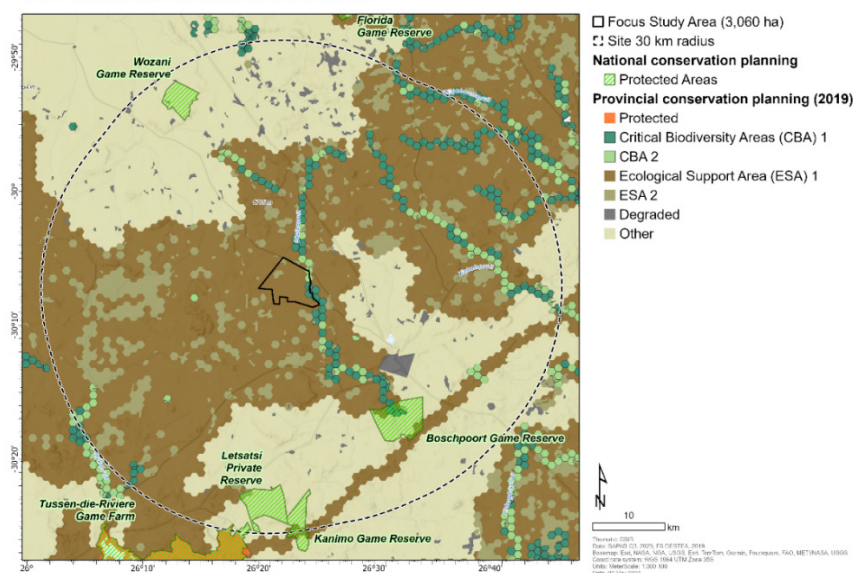 Florida
Game Reserve
Wozani
Game Reserve
Boschpoort Game Reserve
Letsatsi
Private
Reserve
Tussen-die-Riviere
Game Farm
Kanimo Game Reserve
-29°50'
-30°
-30°10'
-30°20'
26°
26°10'
26°20'
26°30'
26°40'
Focus Study Area (3,060 ha)
Site 30 km radius
National conservation planning
Protected Areas
Provincial conservation planning (2019)
Protected
Critical Biodiversity Areas (CBA) 1
CBA 2
Ecological Support Area (ESA) 1
ESA 2
Degraded
Other
N
10
km